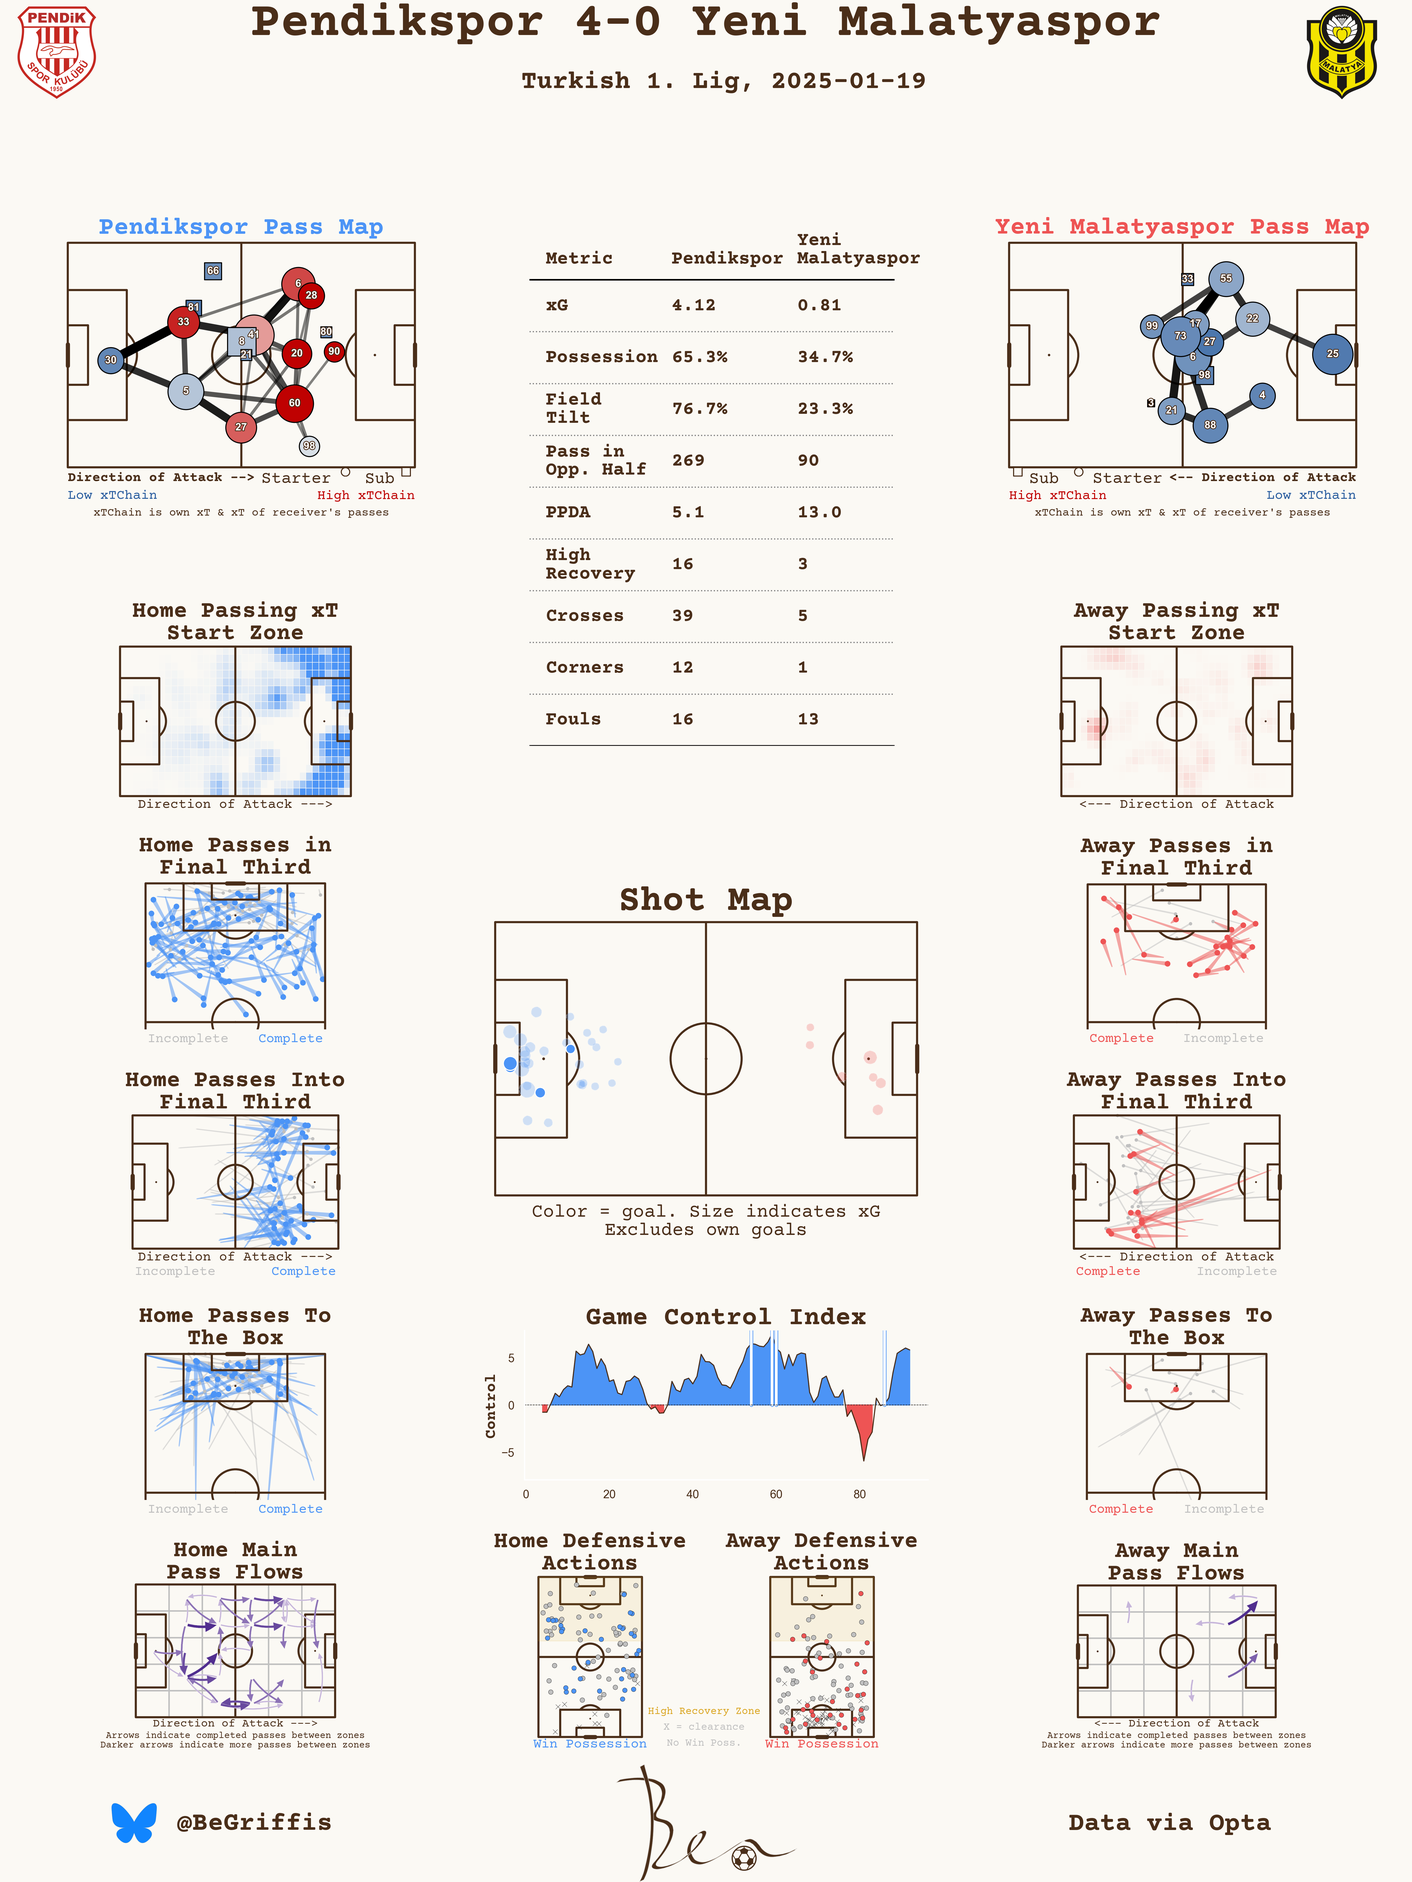 Pendikspor 4-0 Yeni Malatyaspor
Turkish 1. Lig, 2025-01-19
PENDİK
SPOR KULÜBÜ
1950
MALATYA
Pendikspor Pass Map
66
6
28
81
33
41
8
80
21
20
90
30
5
60
27
98
Direction of Attack --> Starter Sub
Low xTChain High xTChain
xTChain is own xT & xT of receiver's passes
Metric Pendikspor Yeni Malatyaspor
xG 4.12 0.81
Possession 65.3% 34.7%
Field Tilt 76.7% 23.3%
Pass in Opp. Half 269 90
PPDA 5.1 13.0
High Recovery 16 3
Crosses 39 5
Corners 12 1
Fouls 16 13
Yeni Malatyaspor Pass Map
33
55
99
17
22
73
27
6
25
98
4
3
21
88
Sub Starter <-- Direction of Attack
High xTChain Low xTChain
xTChain is own xT & xT of receiver's passes
Home Passing xT
Start Zone
Direction of Attack --->
Away Passing xT
Start Zone
<--- Direction of Attack
Home Passes in
Final Third
Incomplete Complete
Away Passes in
Final Third
Complete Incomplete
Shot Map
Color = goal. Size indicates xG
Excludes own goals
Home Passes Into
Final Third
Direction of Attack --->
Incomplete Complete
Away Passes Into
Final Third
<--- Direction of Attack
Complete Incomplete
Home Passes To
The Box
Incomplete Complete
Game Control Index
Control
5
0
−5
0 20 40 60 80
Away Passes To
The Box
Complete Incomplete
Home Main
Pass Flows
Direction of Attack --->
Arrows indicate completed passes between zones
Darker arrows indicate more passes between zones
Home Defensive
Actions
Win Possession
Away Defensive
Actions
Win Possession
High Recovery Zone
X = clearance
No Win Poss.
Away Main
Pass Flows
<--- Direction of Attack
Arrows indicate completed passes between zones
Darker arrows indicate more passes between zones
@BeGriffis
Ben
Data via Opta